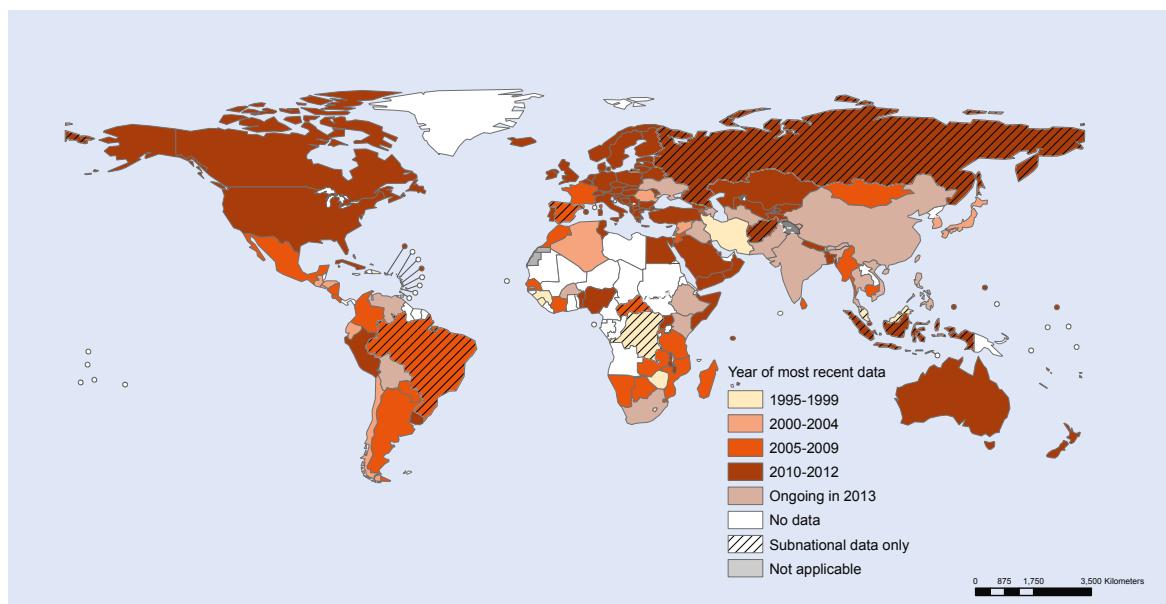 Year of most recent data
1995-1999
2000-2004
2005-2009
2010-2012
Ongoing in 2013
No data
Subnational data only
Not applicable
0 875 1,750 3,500 Kilometers